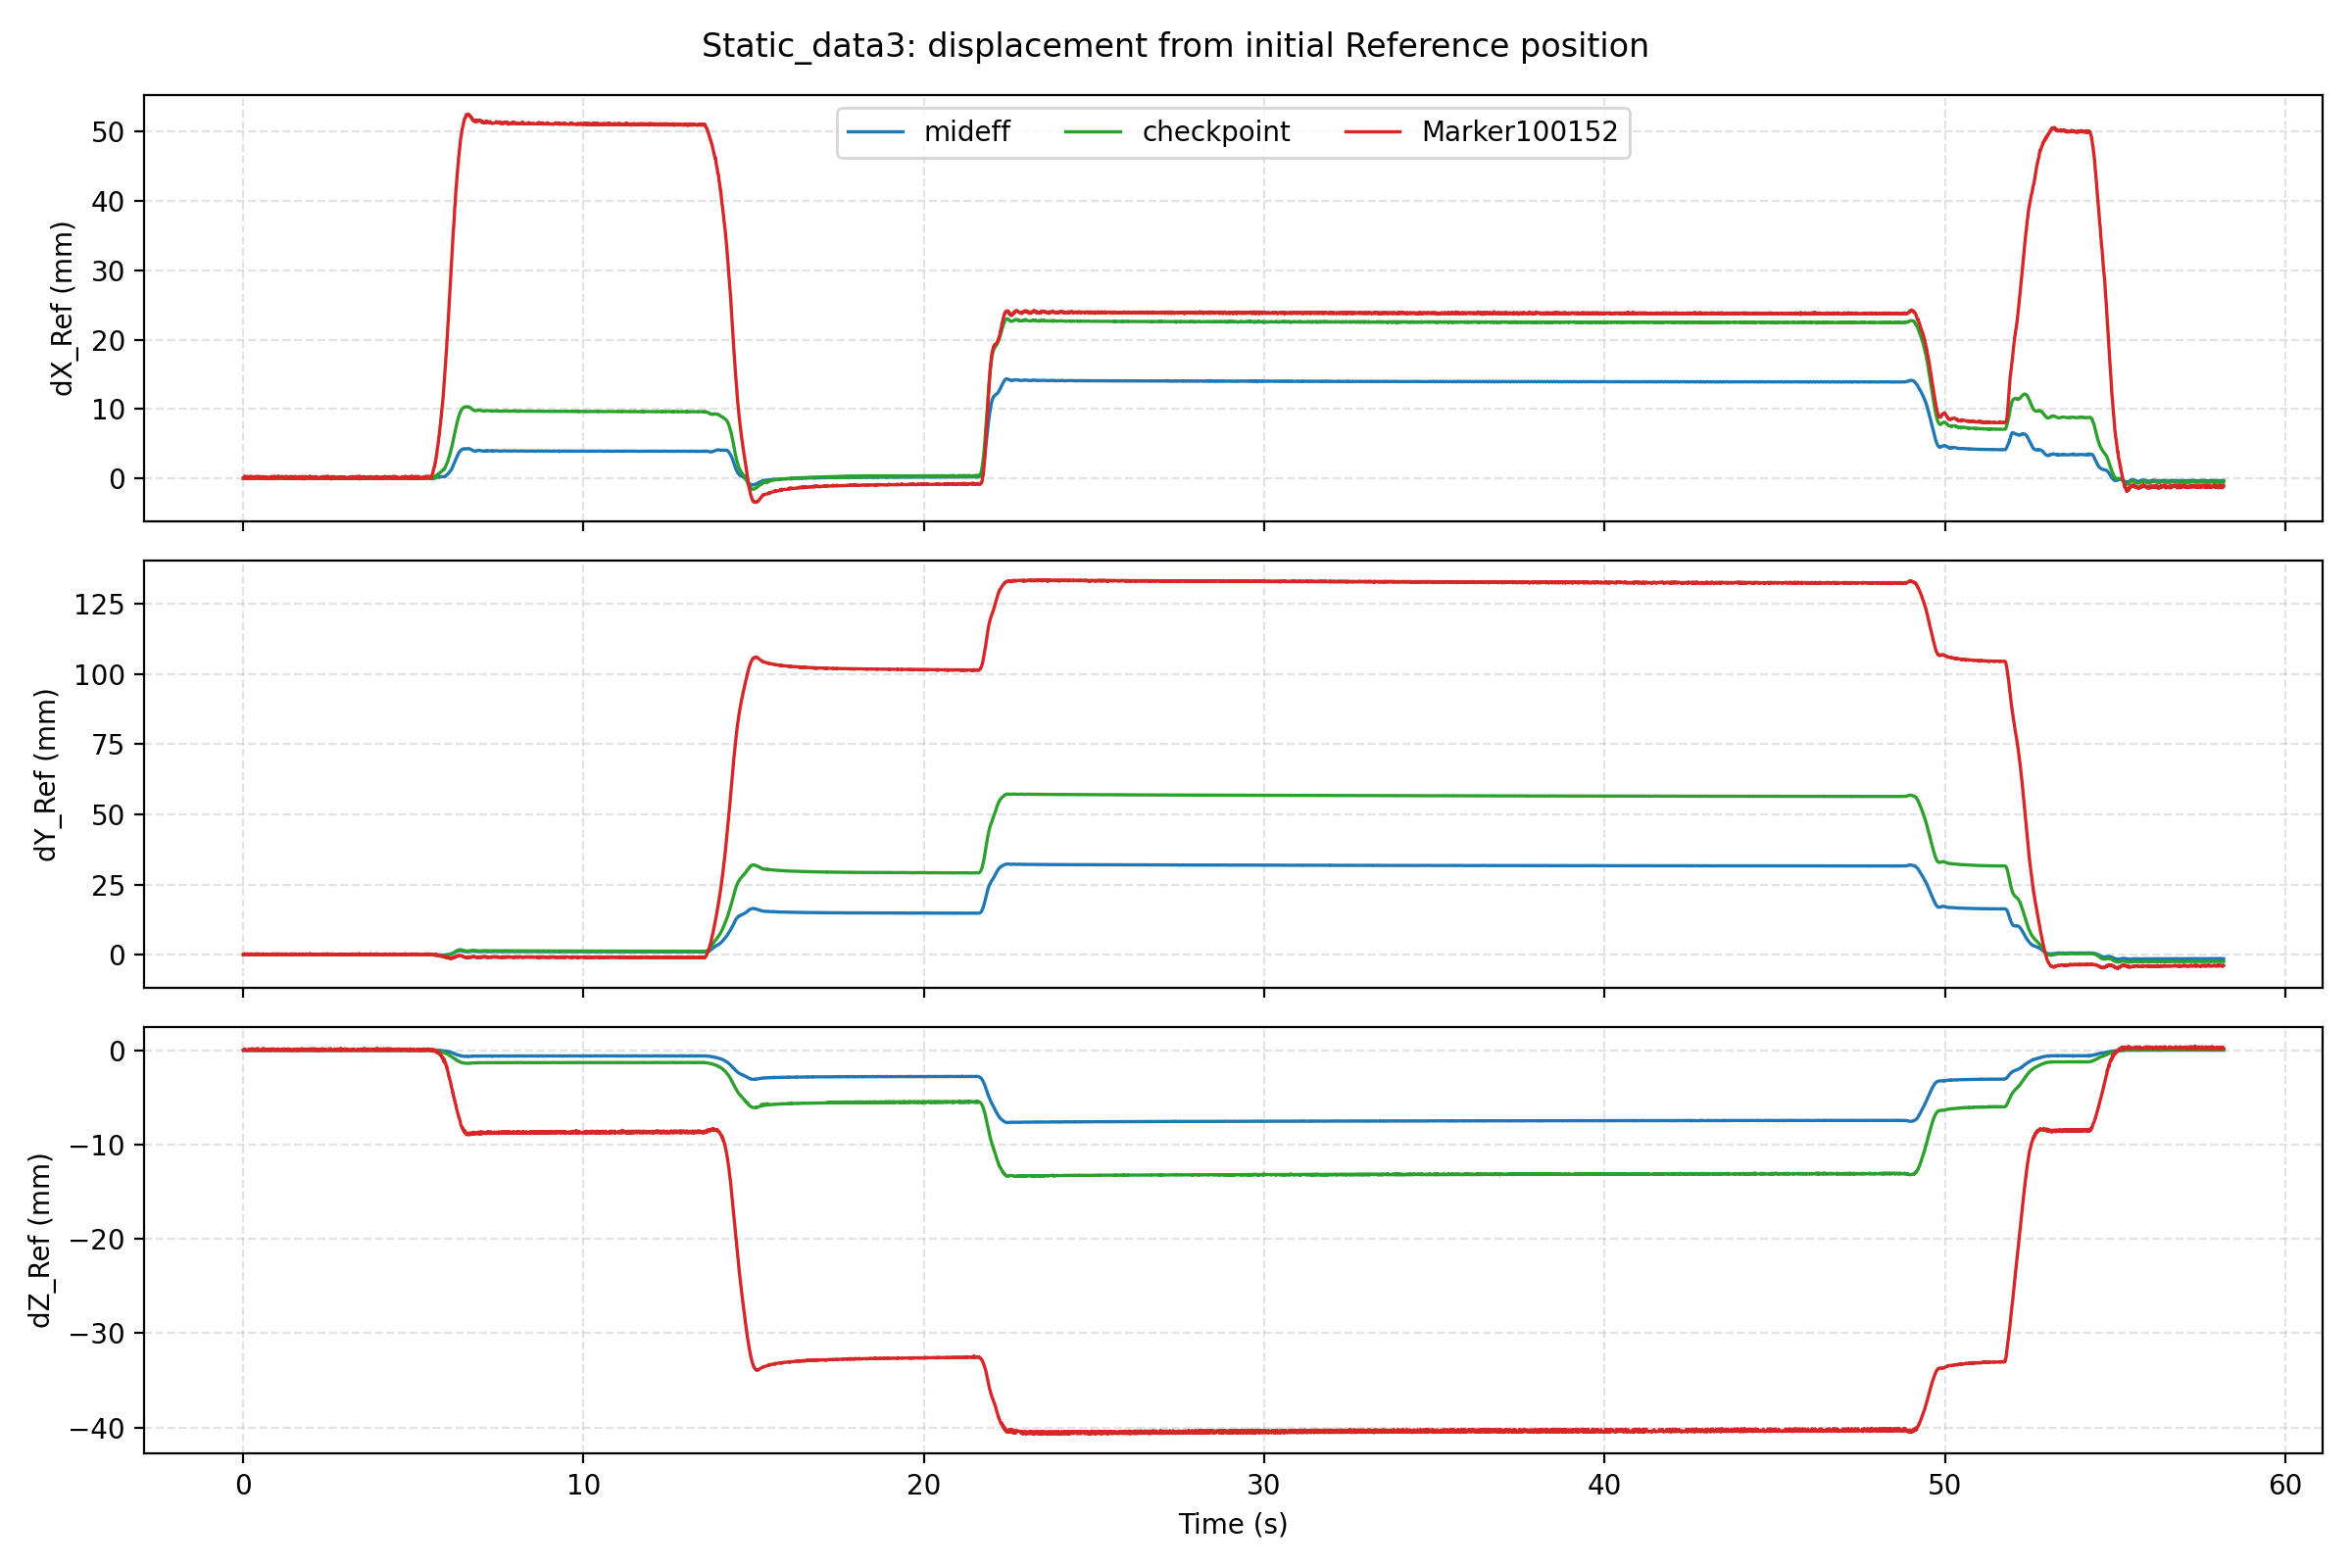 Static_data3: displacement from initial Reference position
mideff checkpoint Marker100152
dX_Ref (mm)
50
40
30
20
10
0
dY_Ref (mm)
125
100
75
50
25
0
dZ_Ref (mm)
0
−10
−20
−30
−40
0 10 20 30 40 50 60
Time (s)